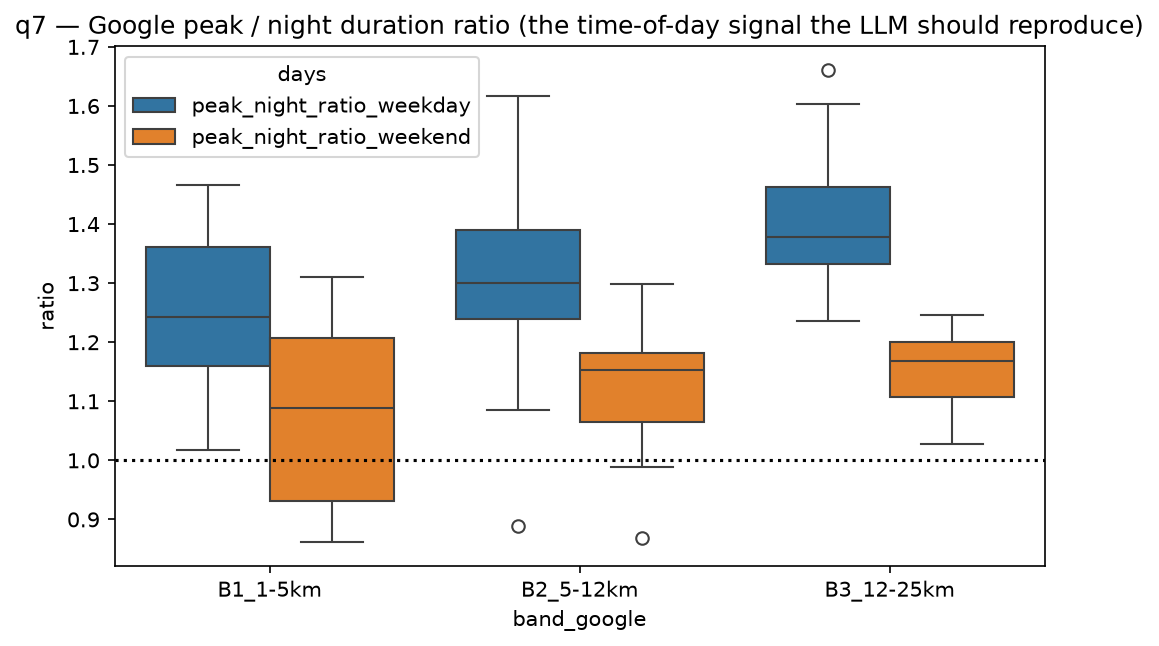 q7 — Google peak / night duration ratio (the time-of-day signal the LLM should reproduce)
days
peak_night_ratio_weekday
peak_night_ratio_weekend
ratio
1.7
1.6
1.5
1.4
1.3
1.2
1.1
1.0
0.9
B1_1-5km
B2_5-12km
B3_12-25km
band_google